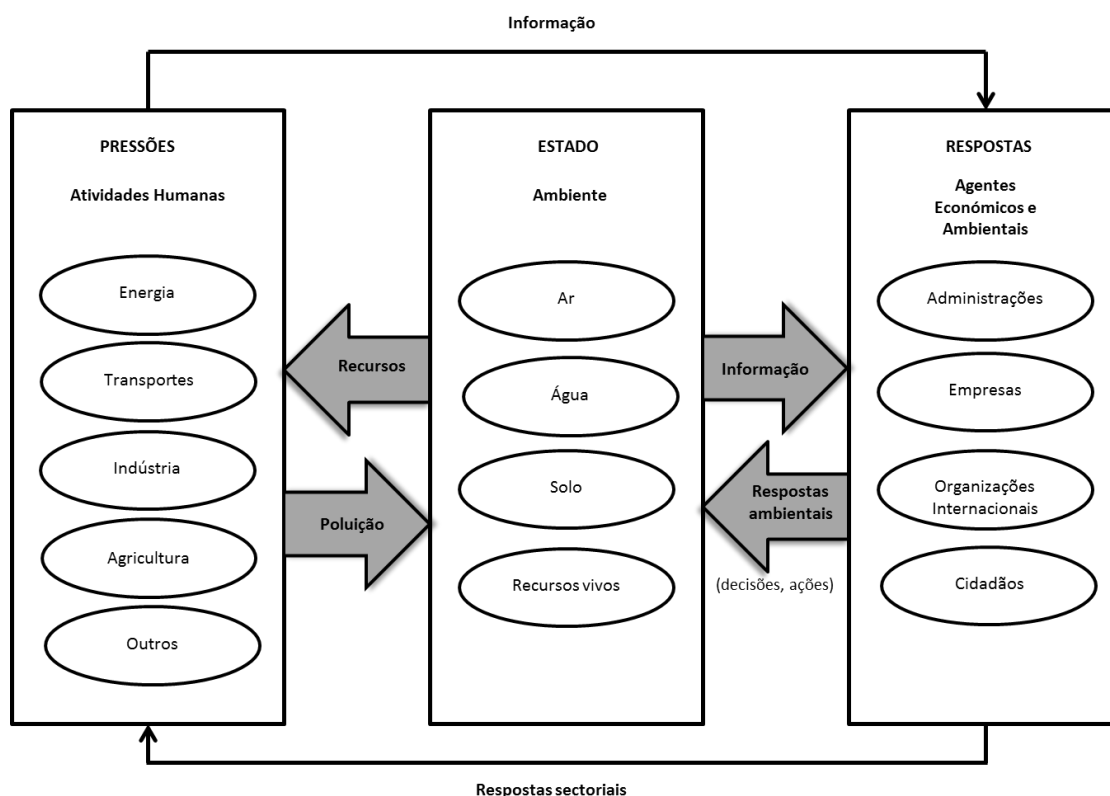 Informação
PRESSÕES
Atividades Humanas
Energia
Transportes
Indústria
Agricultura
Outros
Recursos
Poluição
ESTADO
Ambiente
Ar
Água
Solo
Recursos vivos
Informação
Respostas
ambientais
(decisões, ações)
RESPOSTAS
Agentes
Económicos e
Ambientais
Administrações
Empresas
Organizações
Internacionais
Cidadãos
Respostas sectoriais